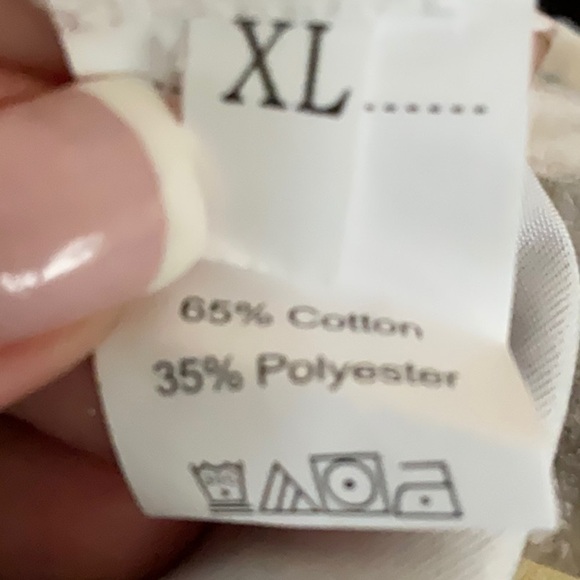 XL......
65% Cotton
35% Polyester